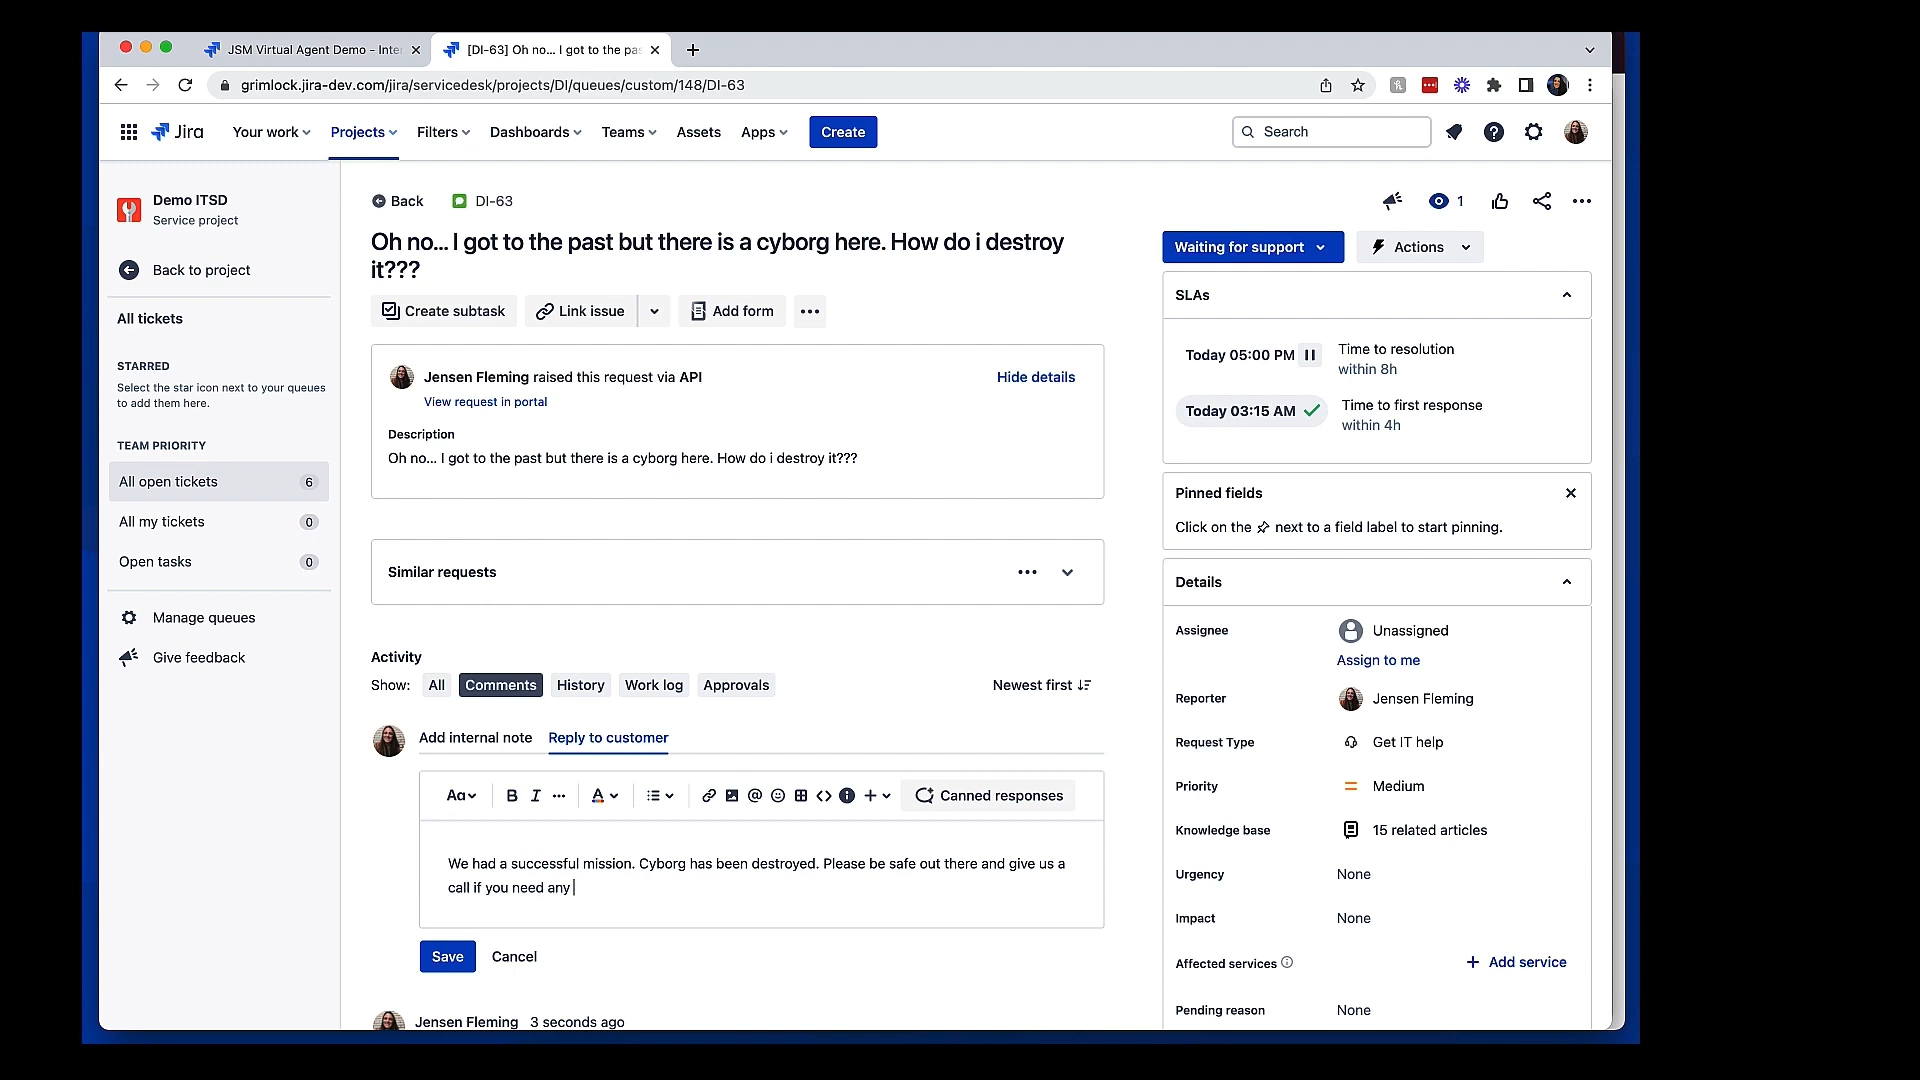 JSM Virtual Agent Demo - Inte
[DI-63] Oh no... I got to the pa
grimlock.jira-dev.com/jira/servicedesk/projects/DI/queues/custom/148/DI-63
Jira
Your work
Projects
Filters
Dashboards
Teams
Assets
Apps
Create
Search
Demo ITSD
Service project
Back to project
All tickets
STARRED
Select the star icon next to your queues
to add them here.
TEAM PRIORITY
All open tickets 6
All my tickets 0
Open tasks 0
Manage queues
Give feedback
Back
DI-63
1
Oh no... I got to the past but there is a cyborg here. How do i destroy
it???
Create subtask
Link issue
Add form
Jensen Fleming raised this request via API
Hide details
View request in portal
Description
Oh no... I got to the past but there is a cyborg here. How do i destroy it???
Similar requests
Activity
Show: All Comments History Work log Approvals
Newest first
Add internal note
Reply to customer
Aa
B I
A
Canned responses
We had a successful mission. Cyborg has been destroyed. Please be safe out there and give us a
call if you need any
Save
Cancel
Jensen Fleming 3 seconds ago
Waiting for support
Actions
SLAs
Today 05:00 PM
Time to resolution
within 8h
Today 03:15 AM
Time to first response
within 4h
Pinned fields
Click on the next to a field label to start pinning.
Details
Assignee
Unassigned
Assign to me
Reporter
Jensen Fleming
Request Type
Get IT help
Priority
Medium
Knowledge base
15 related articles
Urgency
None
Impact
None
Affected services
+ Add service
Pending reason
None